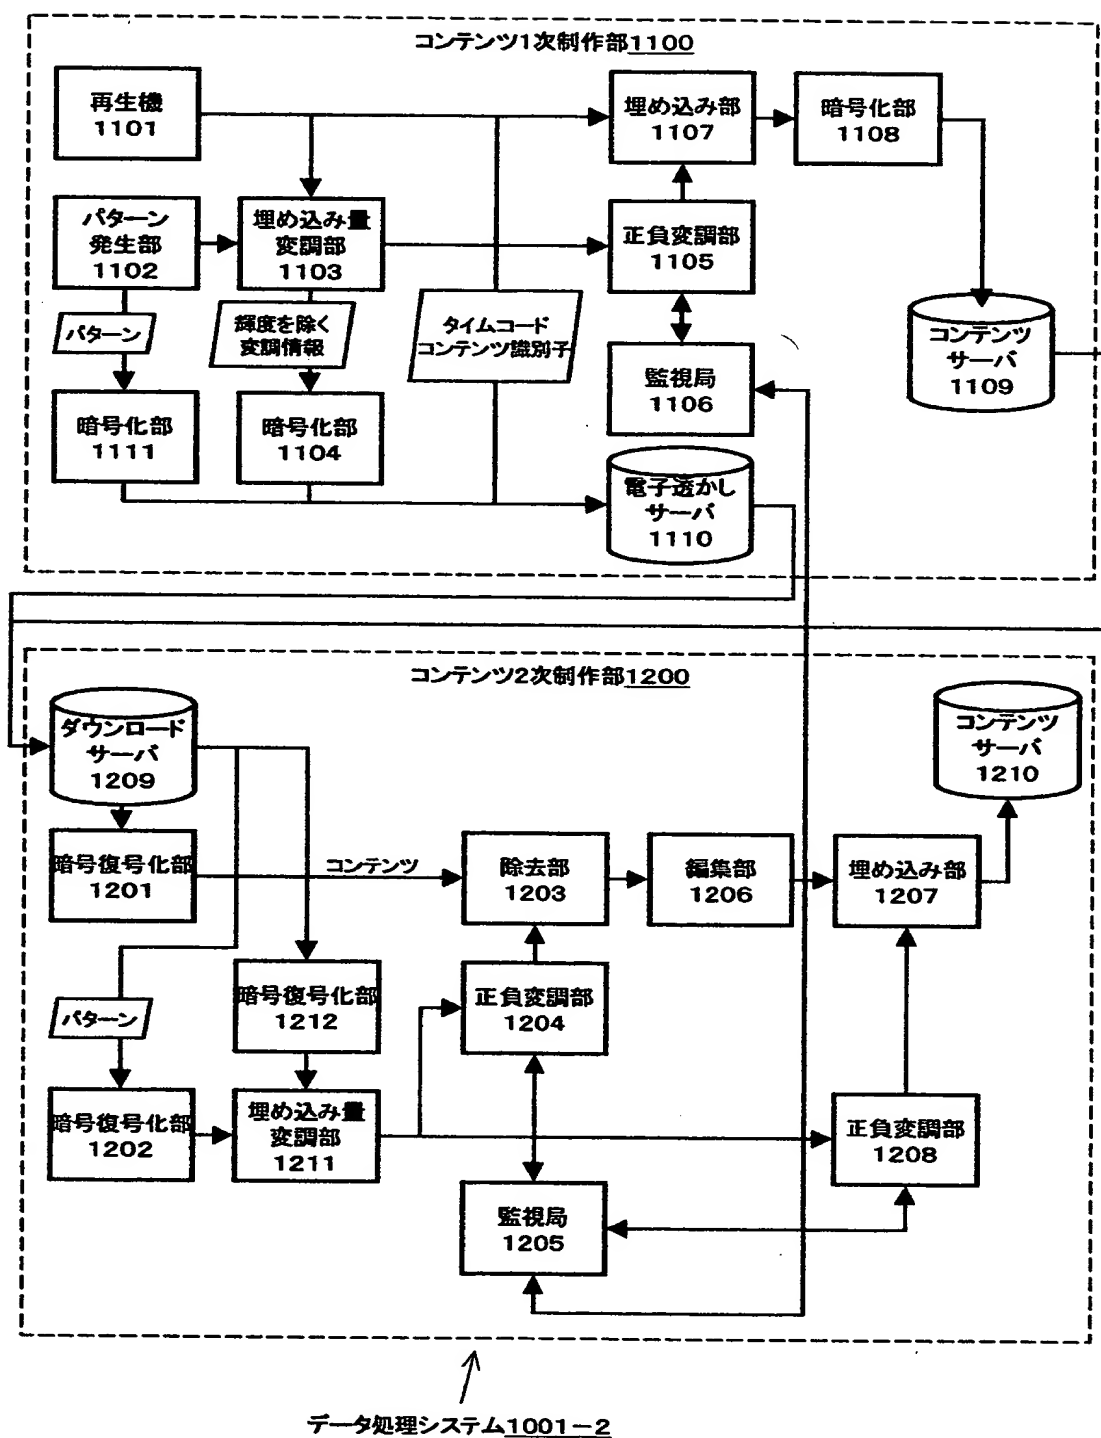 コンテンツ1次制作部1100
再生機
1101
埋め込み部
1107
暗号化部
1108
パターン
発生部
1102
埋め込み量
変調部
1103
正負変調部
1105
パターン
輝度を除く
変調情報
タイムコード
コンテンツ識別子
監視局
1106
コンテンツ
サーバ
1109
暗号化部
1111
暗号化部
1104
電子透かし
サーバ
1110
コンテンツ2次制作部1200
ダウンロード
サーバ
1209
コンテンツ
サーバ
1210
暗号復号化部
1201
コンテンツ
除去部
1203
編集部
1206
埋め込み部
1207
パターン
暗号復号化部
1212
正負変調部
1204
暗号復号化部
1202
埋め込み量
変調部
1211
正負変調部
1208
監視局
1205
データ処理システム1001-2